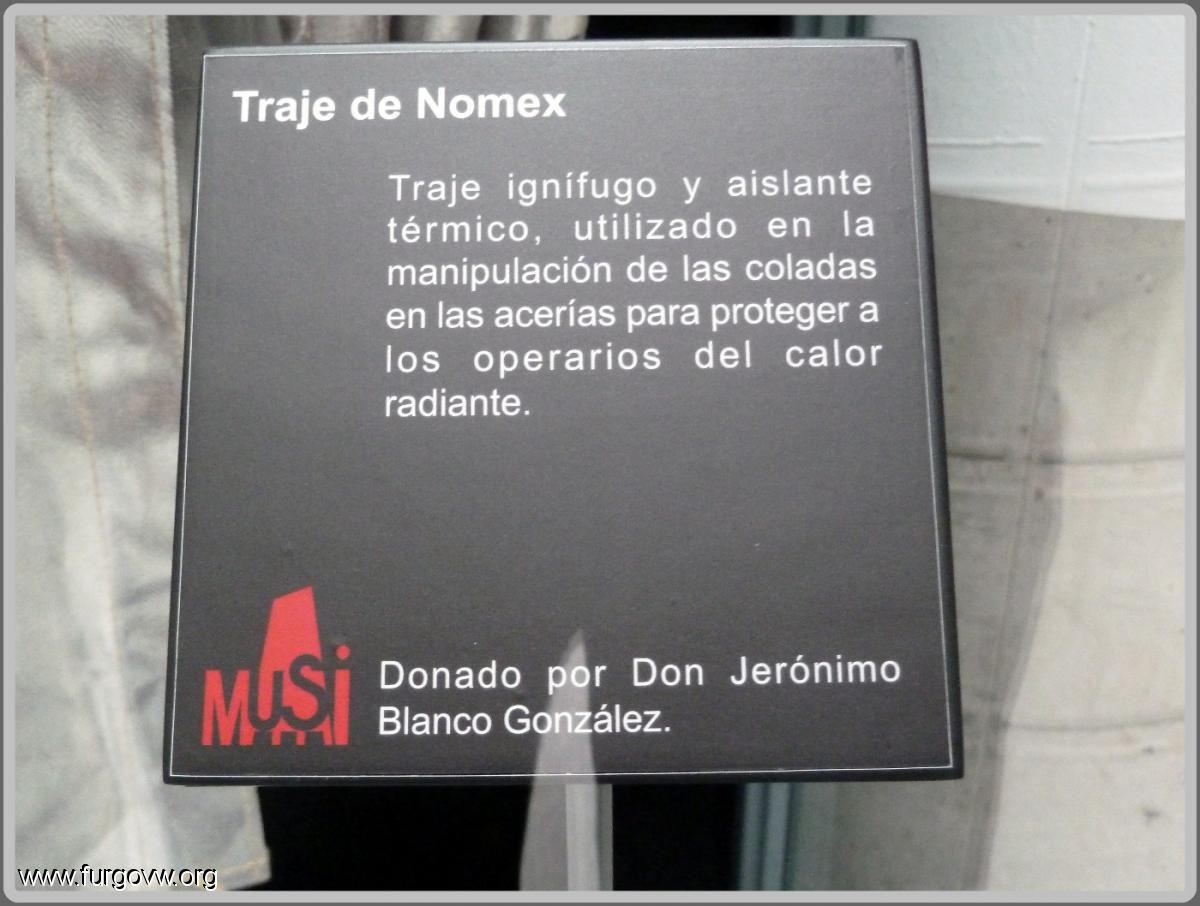 Traje de Nomex
Traje ignífugo y aislante
térmico, utilizado en la
manipulación de las coladas
en las acerías para proteger a
los operarios del calor
radiante.
MUSi
Donado por Don Jerónimo
Blanco González.
www.furgovw.org